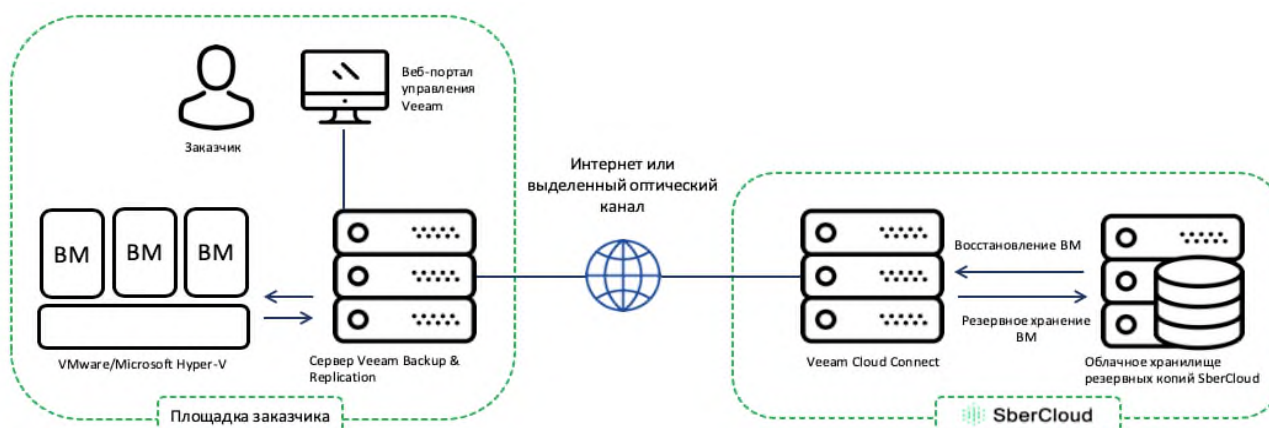 Веб-портал
управления
Veeam
Заказчик
ВМ
ВМ
ВМ
VMware/Microsoft Hyper-V
Сервер Veeam Backup &
Replication
Площадка заказчика
Интернет или
выделенный оптический
канал
Восстановление ВМ
Резервное хранение
ВМ
Veeam Cloud Connect
Облачное хранилище
резервных копий SberCloud
SberCloud